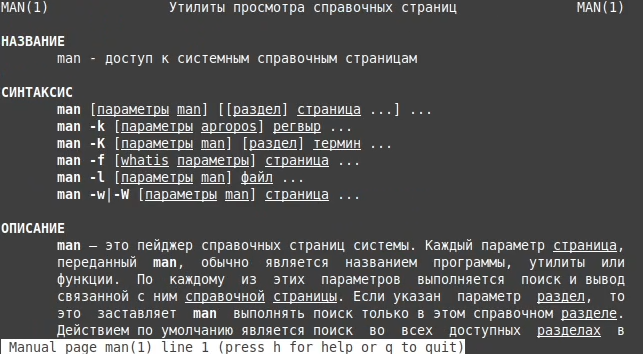 MAN(1) Утилиты просмотра справочных страниц MAN(1)
НАЗВАНИЕ
man - доступ к системным справочным страницам
СИНТАКСИС
man [параметры man] [[раздел] страница ...] ...
man -k [параметры apropos] регвыр ...
man -K [параметры man] [раздел] термин ...
man -f [whatis параметры] страница ...
man -l [параметры man] файл ...
man -w|-W [параметры man] страница ...
ОПИСАНИЕ
man — это пейджер справочных страниц системы. Каждый параметр страница,
переданный man, обычно является названием программы, утилиты или
функции. По каждому из этих параметров выполняется поиск и вывод
связанной с ним справочной страницы. Если указан параметр раздел, то
это заставляет man выполнять поиск только в этом справочном разделе.
Действием по умолчанию является поиск во всех доступных разделах в
Manual page man(1) line 1 (press h for help or q to quit)